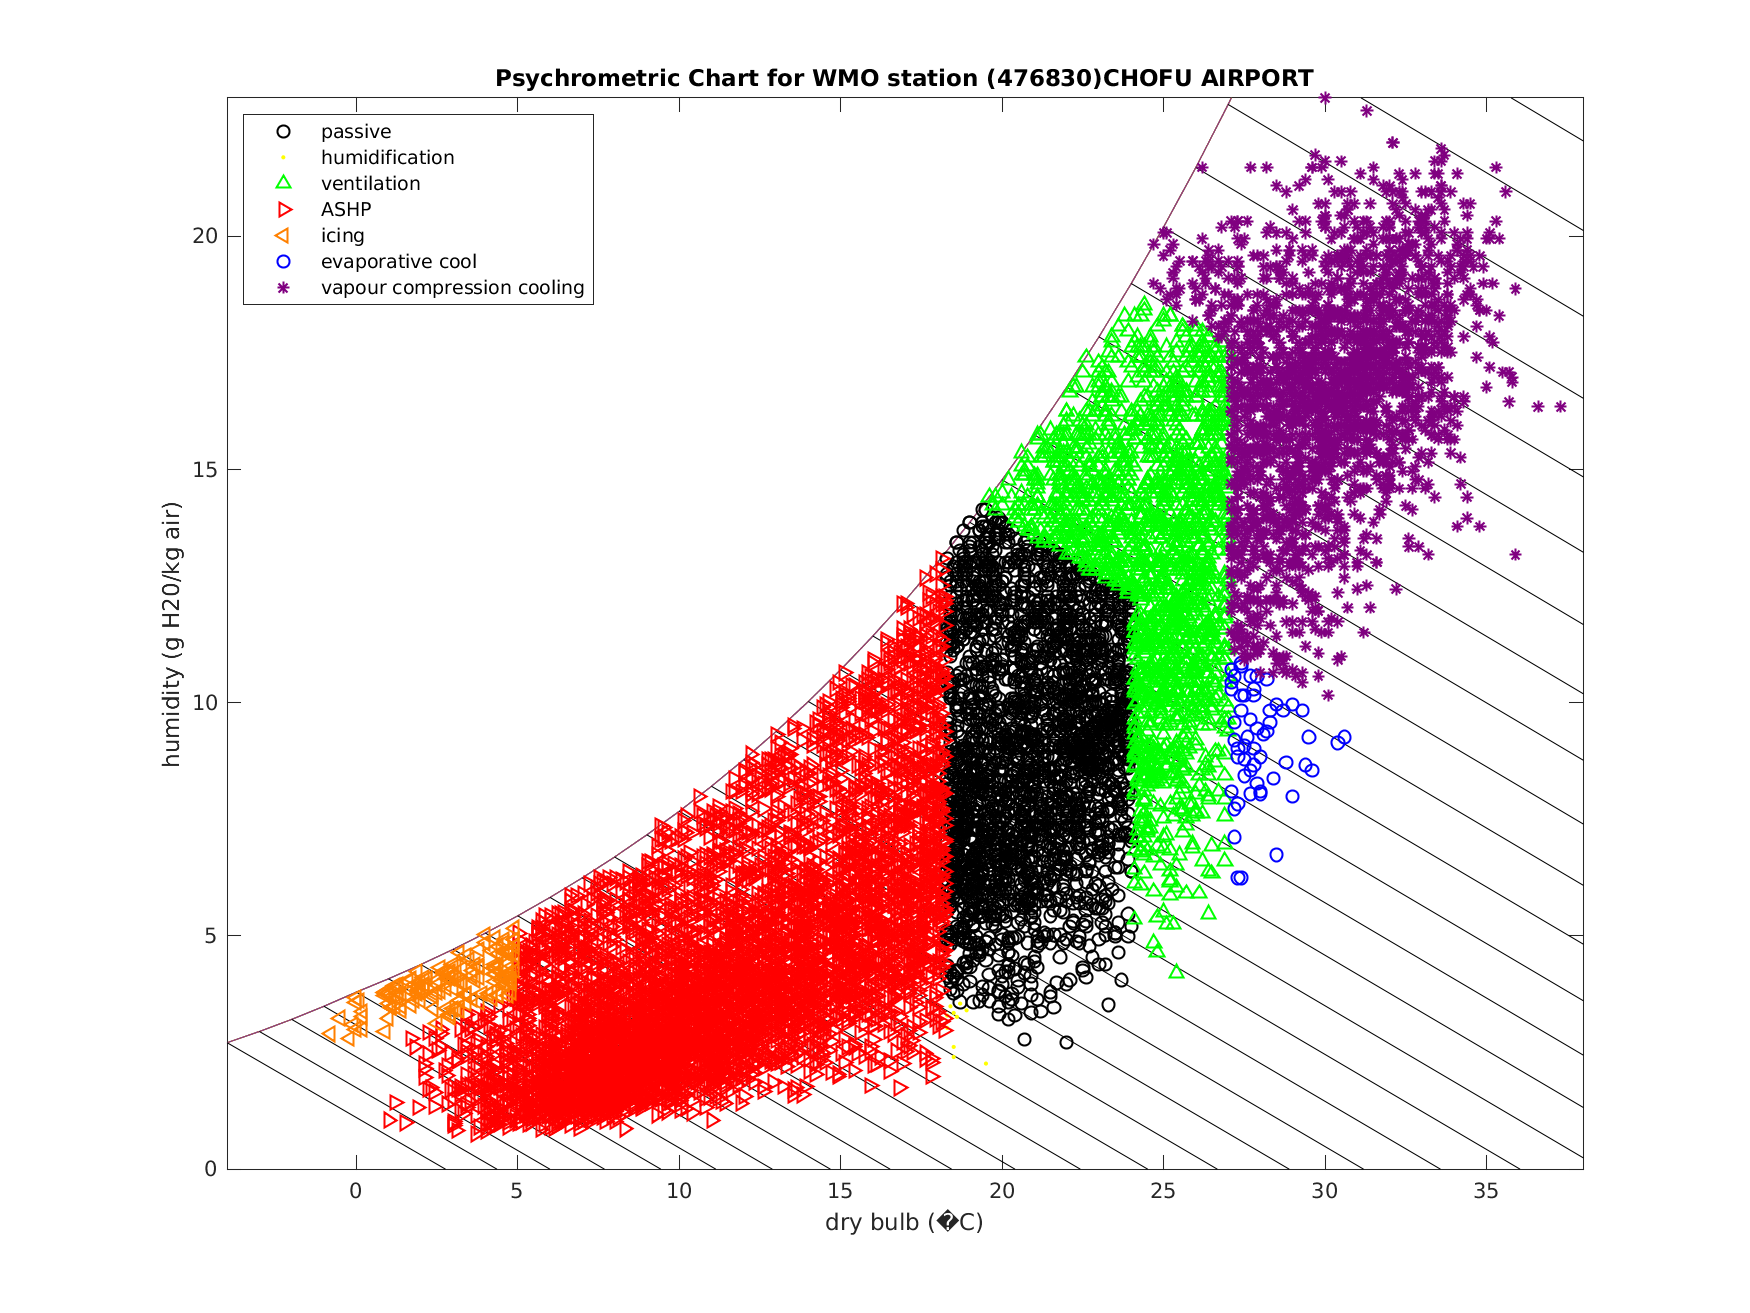 Psychrometric Chart for WMO station (476830)CHOFU AIRPORT
passive
humidification
ventilation
ASHP
icing
evaporative cool
vapour compression cooling
humidity (g H20/kg air)
20
15
10
5
0
0 5 10 15 20 25 30 35
dry bulb (�C)